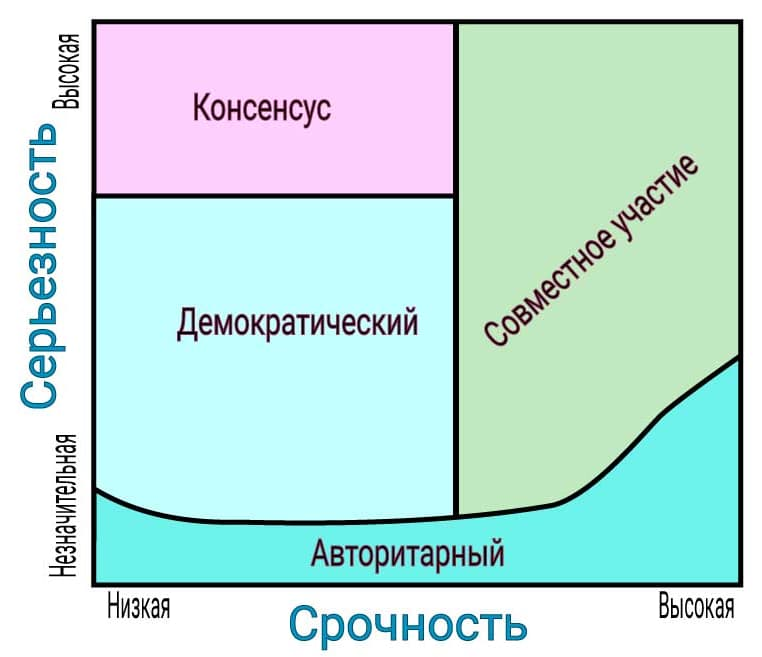 Высокая
Серьезность
Незначительная
Консенсус
Демократический
Совместное участие
Авторитарный
Низкая
Высокая
Срочность